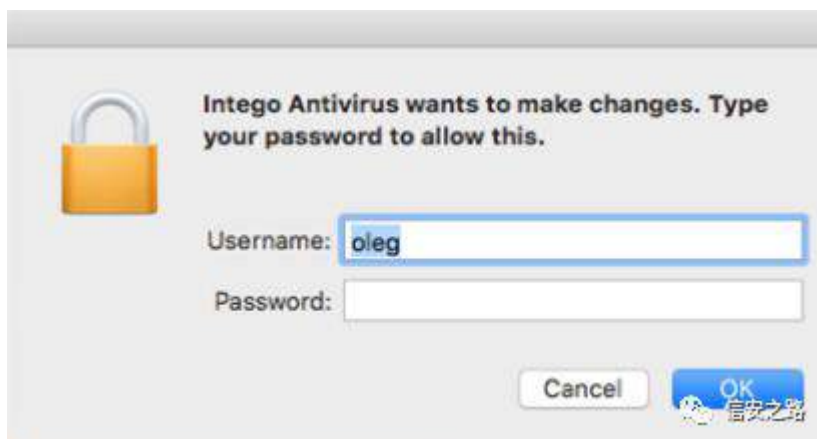 Intego Antivirus wants to make changes. Type
your password to allow this.
Username: oleg
Password:
Cancel OK
信安之路